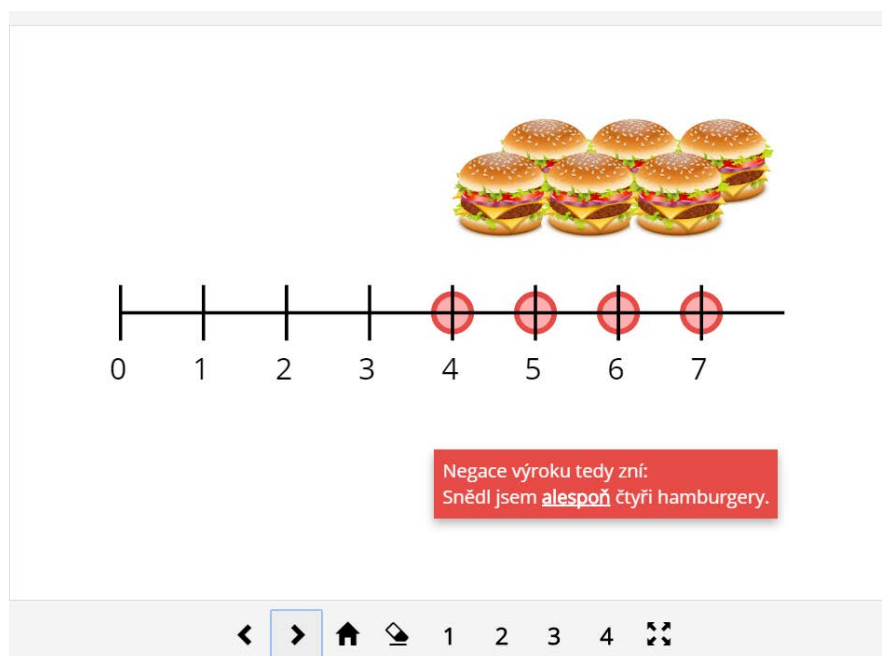 0 1 2 3 4 5 6 7
Negace výroku tedy zní:
Snědl jsem alespoň čtyři hamburgery.
1 2 3 4